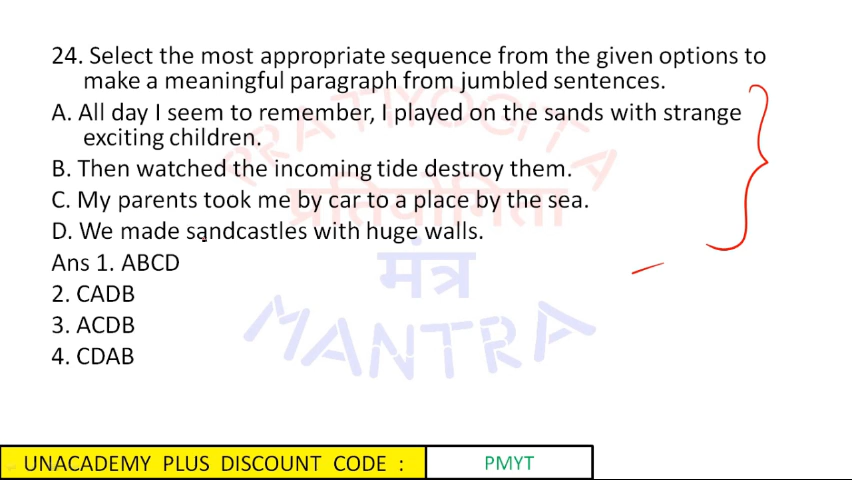 24. Select the most appropriate sequence from the given options to
make a meaningful paragraph from jumbled sentences.
A. All day I seem to remember, I played on the sands with strange
exciting children.
B. Then watched the incoming tide destroy them.
C. My parents took me by car to a place by the sea.
D. We made sandcastles with huge walls.
Ans 1. ABCD
2. CADB
3. ACDB
4. CDAB
PRATIYOGITA
प्रतियोगिता
मंत्र
MANTRA
UNACADEMY PLUS DISCOUNT CODE :
PMYT